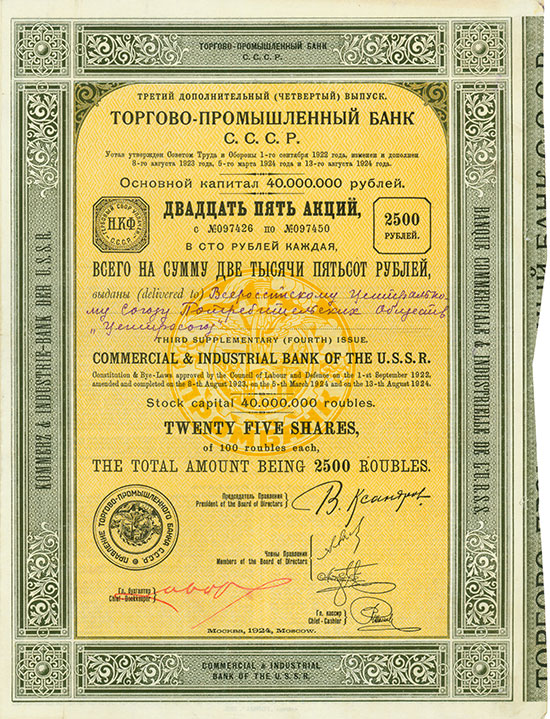 ТОРГОВО-ПРОМЫШЛЕННЫЙ БАНК
С. С. С. Р.
ТРЕТИЙ ДОПОЛНИТЕЛЬНЫЙ (ЧЕТВЕРТЫЙ) ВЫПУСК.
ТОРГОВО-ПРОМЫШЛЕННЫЙ БАНК
С. С. С. Р.
Устав утвержден Советом Труда и Обороны 1-го сентября 1922 года, изменен и дополнен
8-го августа 1923 года, 5-го марта 1924 года и 13-го августа 1924 года.
Основной капитал 40.000.000 рублей.
ДВАДЦАТЬ ПЯТЬ АКЦИЙ,
с №097426 по №097450
В СТО РУБЛЕЙ КАЖДАЯ,
Н.К.Ф.
С.С.С.Р.
2500
РУБЛЕЙ.
ВСЕГО НА СУММУ ДВЕ ТЫСЯЧИ ПЯТЬСОТ РУБЛЕЙ,
выданы (delivered to) Всероссийскому Центрально-
му Союзу Потребительских Обществ
"Центросоюз"
THIRD SUPPLEMENTARY (FOURTH) ISSUE.
COMMERCIAL & INDUSTRIAL BANK OF THE U.S.S.R.
Constitution & Bye-Laws approved by the Council of Labour and Defence on the 1-st September 1922,
amended and completed on the 8-th August 1923, on the 5-th March 1924 and on the 13-th August 1924.
Stock capital 40.000.000 roubles.
ПРОМБАНК
TWENTY FIVE SHARES,
of 100 roubles each,
THE TOTAL AMOUNT BEING 2500 ROUBLES.
Председатель Правления
President of the Board of Directors
В. Ксандров
ПРАВЛЕНИЕ ТОРГОВО-ПРОМЫШЛЕННОГО БАНКА С.С.С.Р.
Члены Правления
Members of the Board of Directors
Гл. бухгалтер
Chief-Bookkeeper
Гл. кассир
Chief-Cashier
Москва, 1924, Moscow.
COMMERCIAL & INDUSTRIAL
BANK OF THE U.S.S.R.
KOMMERZ & INDUSTRIE-BANK DER U.S.S.R.
BANQUE COMMERCIALE & INDUSTRIELLE DE L'U.R.S.S.